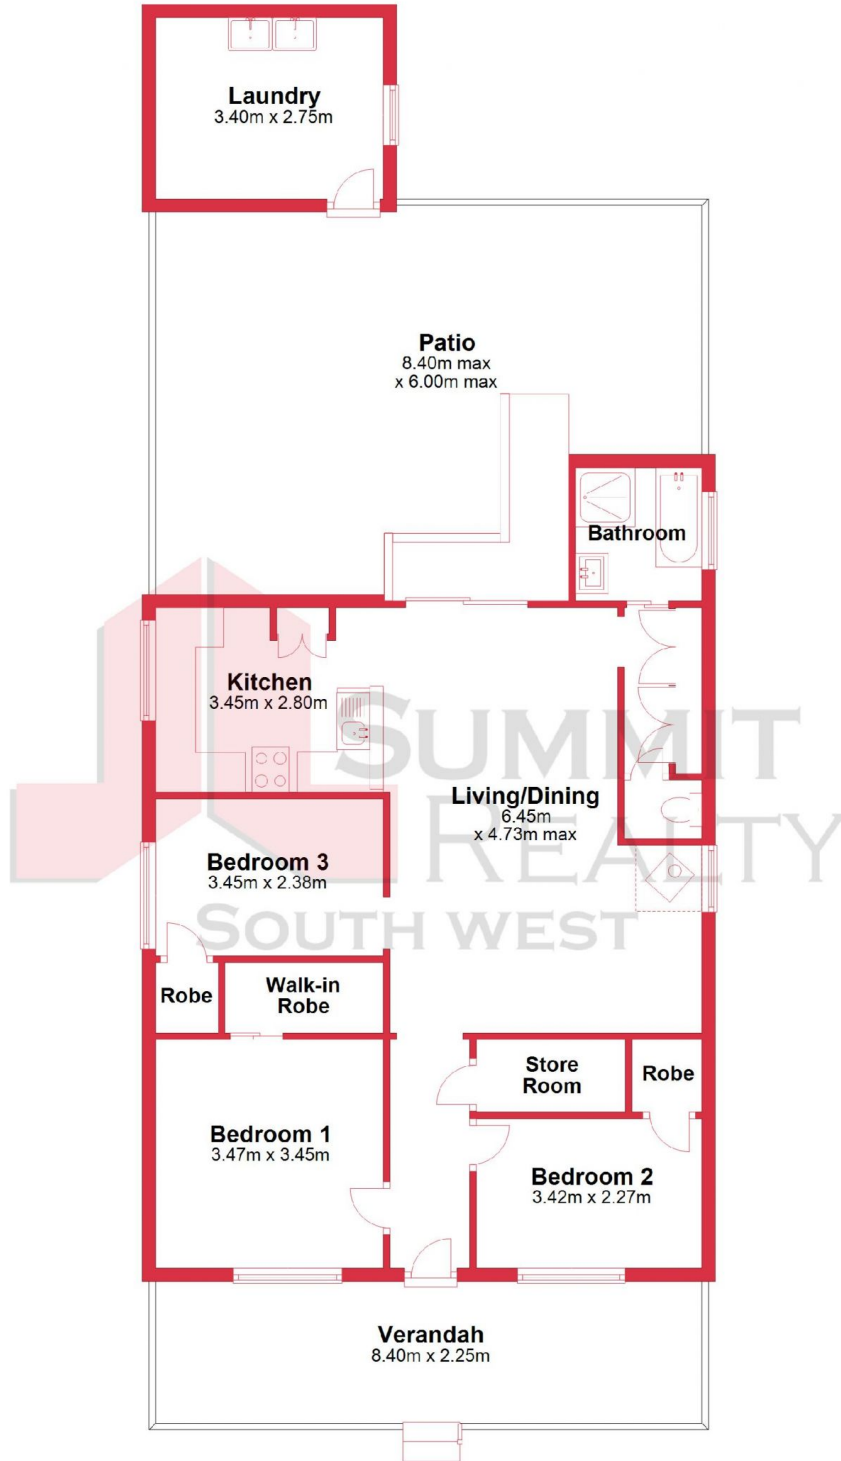 Laundry
3.40m x 2.75m
Patio
8.40m max
x 6.00m max
Bathroom
Kitchen
3.45m x 2.80m
SUMMIT
Living/Dining
6.45m
x 4.73m max
REALTY
Bedroom 3
3.45m x 2.38m
SOUTH WEST
Robe
Walk-in
Robe
Store
Room
Robe
Bedroom 1
3.47m x 3.45m
Bedroom 2
3.42m x 2.27m
Verandah
8.40m x 2.25m